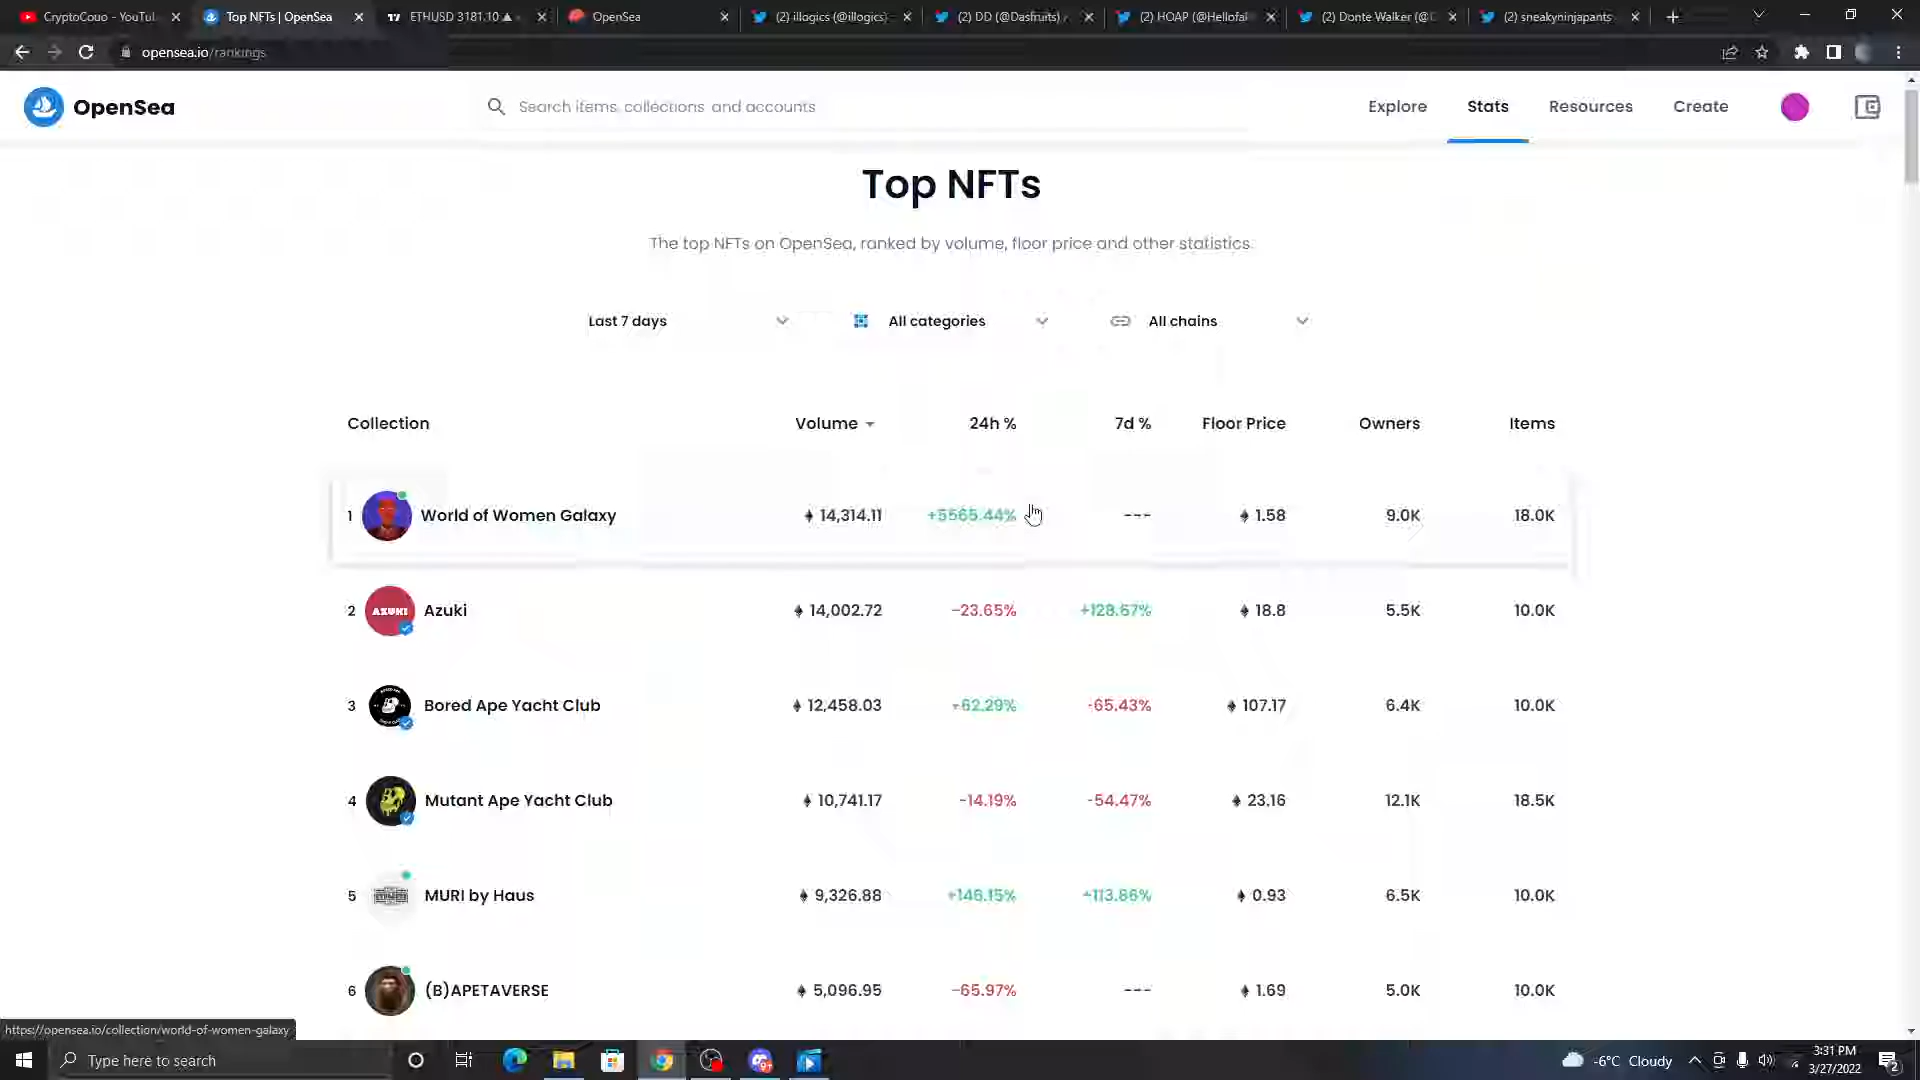 CryptoCouo - YouTul
Top NFTs | OpenSea
ETHUSD 3181.10 ▲
OpenSea
(2) illogics (@illogics)
(2) DD (@Dasfruits)
(2) HOAP (@Hellofal
(2) Donte Walker (@D
(2) sneakyninjapants
opensea.io/rankings
OpenSea
Search items, collections and accounts
Explore
Stats
Resources
Create
Top NFTs
The top NFTs on OpenSea, ranked by volume, floor price and other statistics.
Last 7 days
All categories
All chains
Collection Volume 24h % 7d % Floor Price Owners Items
1 World of Women Galaxy 14,314.11 +5565.44% --- 1.58 9.0K 18.0K
2 AZUKI Azuki 14,002.72 -23.65% +128.67% 18.8 5.5K 10.0K
3 Bored Ape Yacht Club 12,458.03 +62.29% -65.43% 107.17 6.4K 10.0K
4 Mutant Ape Yacht Club 10,741.17 -14.19% -54.47% 23.16 12.1K 18.5K
5 MURI by Haus 9,326.88 +146.15% +113.86% 0.93 6.5K 10.0K
6 (B)APETAVERSE 5,096.95 -65.97% --- 1.69 5.0K 10.0K
https://opensea.io/collection/world-of-women-galaxy
Type here to search
-6°C Cloudy
3:31 PM
3/27/2022
2